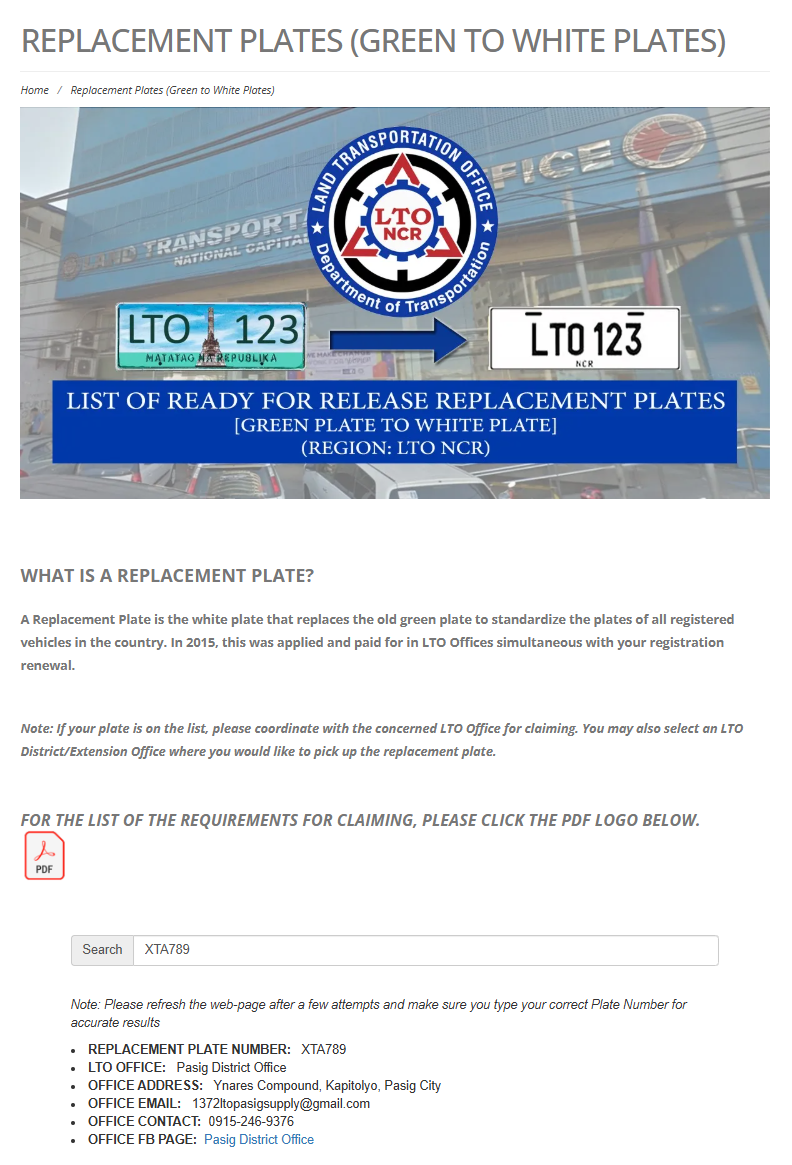 REPLACEMENT PLATES (GREEN TO WHITE PLATES)
Home / Replacement Plates (Green to White Plates)
LAND TRANSPORTATION OFFICE
LTO
NCR
Department of Transportation
LAND TRANSPORT
FFICE
NATIONAL CAPITAL
LTO 123
MATATAG NA REPUBLIKA
LTO 123
NCR
LIST OF READY FOR RELEASE REPLACEMENT PLATES
[GREEN PLATE TO WHITE PLATE]
(REGION: LTO NCR)
WHAT IS A REPLACEMENT PLATE?
A Replacement Plate is the white plate that replaces the old green plate to standardize the plates of all registered
vehicles in the country. In 2015, this was applied and paid for in LTO Offices simultaneous with your registration
renewal.
Note: If your plate is on the list, please coordinate with the concerned LTO Office for claiming. You may also select an LTO
District/Extension Office where you would like to pick up the replacement plate.
FOR THE LIST OF THE REQUIREMENTS FOR CLAIMING, PLEASE CLICK THE PDF LOGO BELOW.
PDF
Search XTA789
Note: Please refresh the web-page after a few attempts and make sure you type your correct Plate Number for
accurate results
• REPLACEMENT PLATE NUMBER: XTA789
• LTO OFFICE: Pasig District Office
• OFFICE ADDRESS: Ynares Compound, Kapitolyo, Pasig City
• OFFICE EMAIL: 1372ltopasigsupply@gmail.com
• OFFICE CONTACT: 0915-246-9376
• OFFICE FB PAGE: Pasig District Office